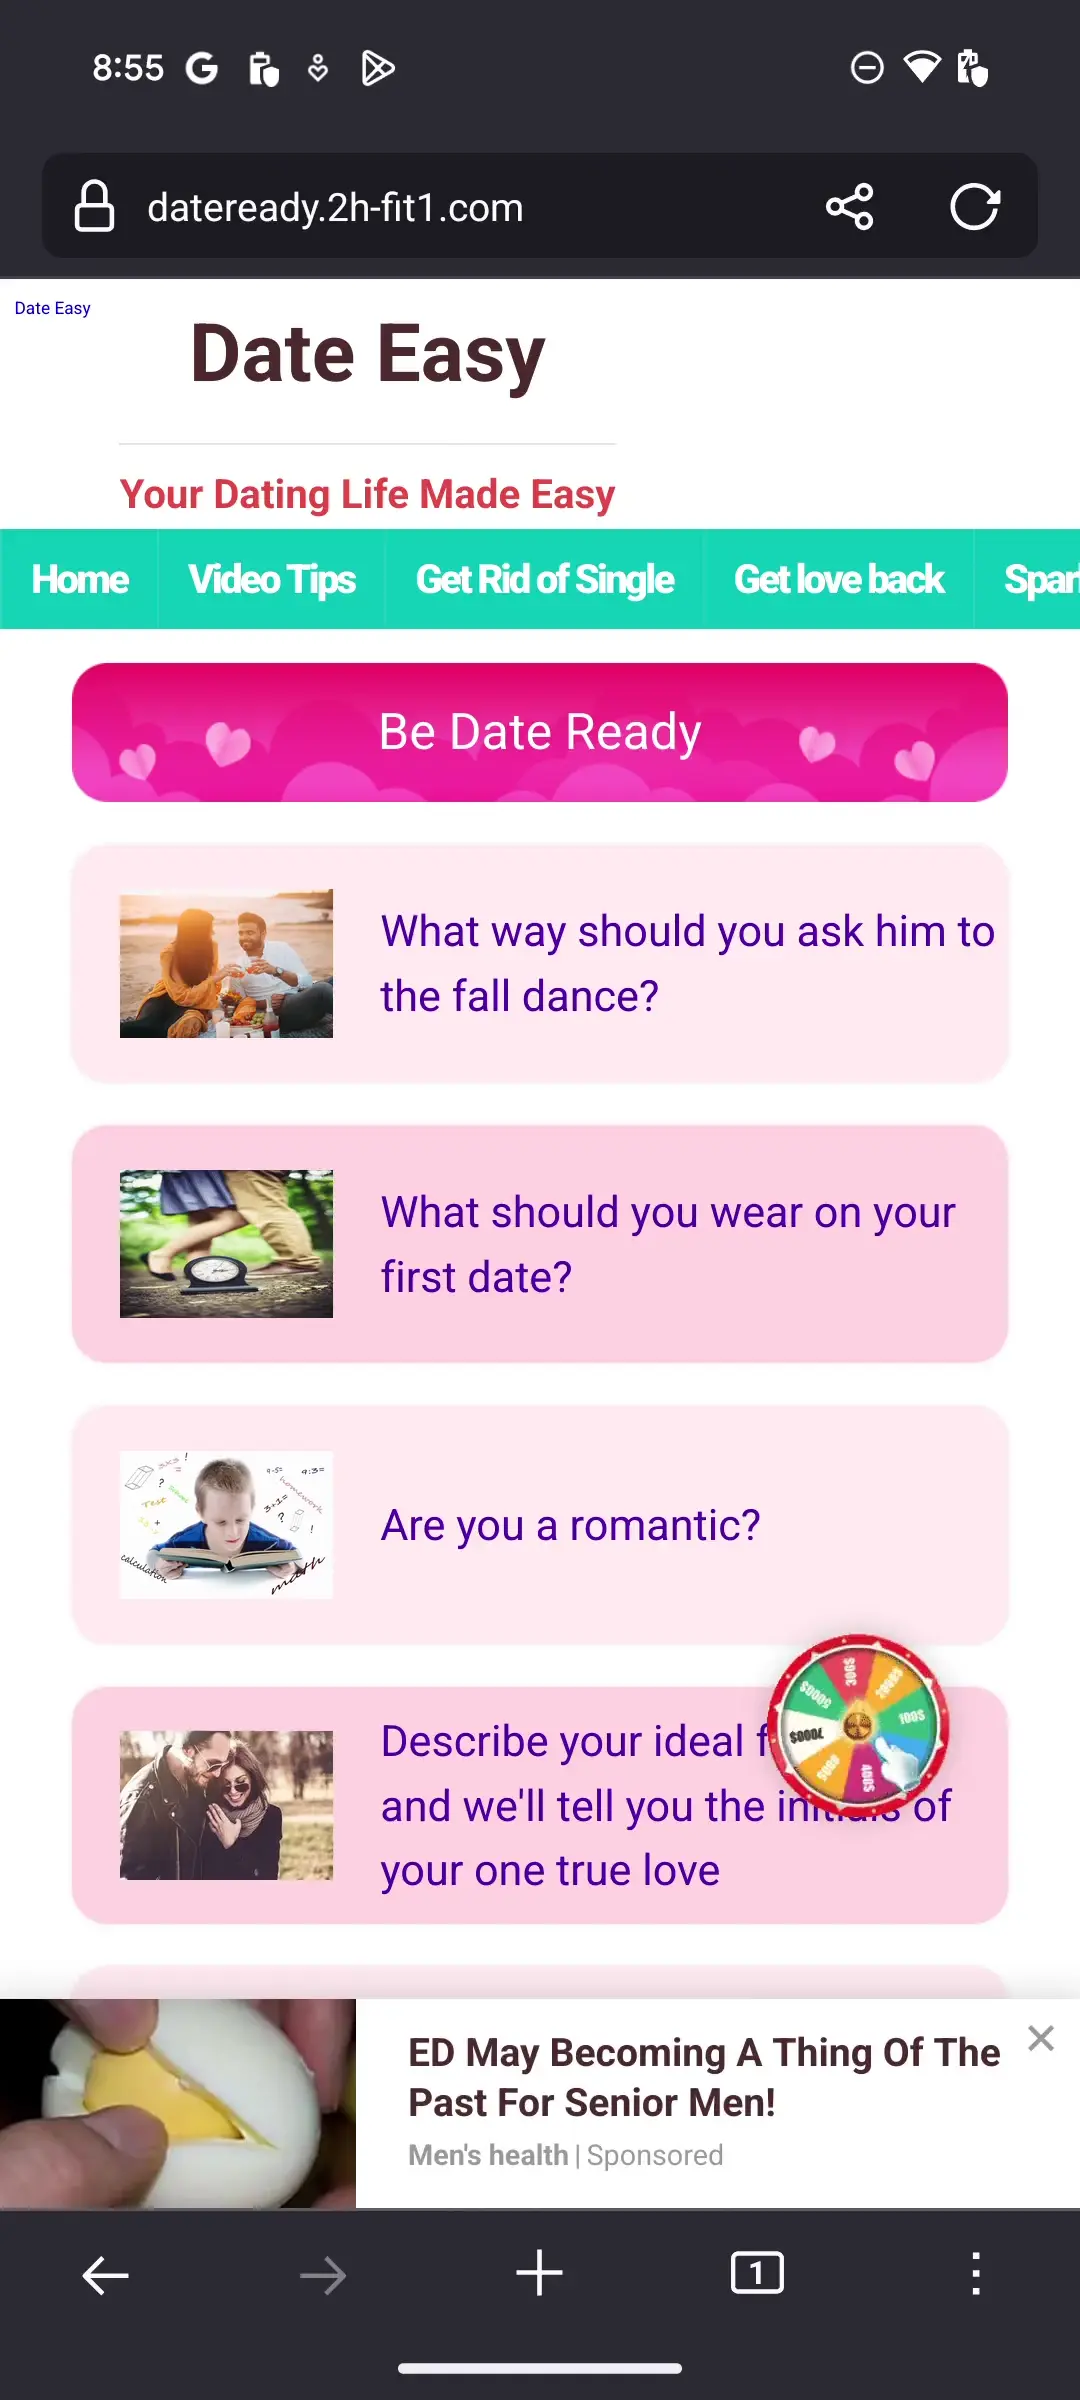 8:55
dateready.2h-fit1.com
Date Easy
Date Easy
Your Dating Life Made Easy
Home
Video Tips
Get Rid of Single
Get love back
Be Date Ready
What way should you ask him to
the fall dance?
What should you wear on your
first date?
Are you a romantic?
Describe your ideal
and we'll tell you the initials of
your one true love
ED May Becoming A Thing Of The
Past For Senior Men!
Men's health | Sponsored
1